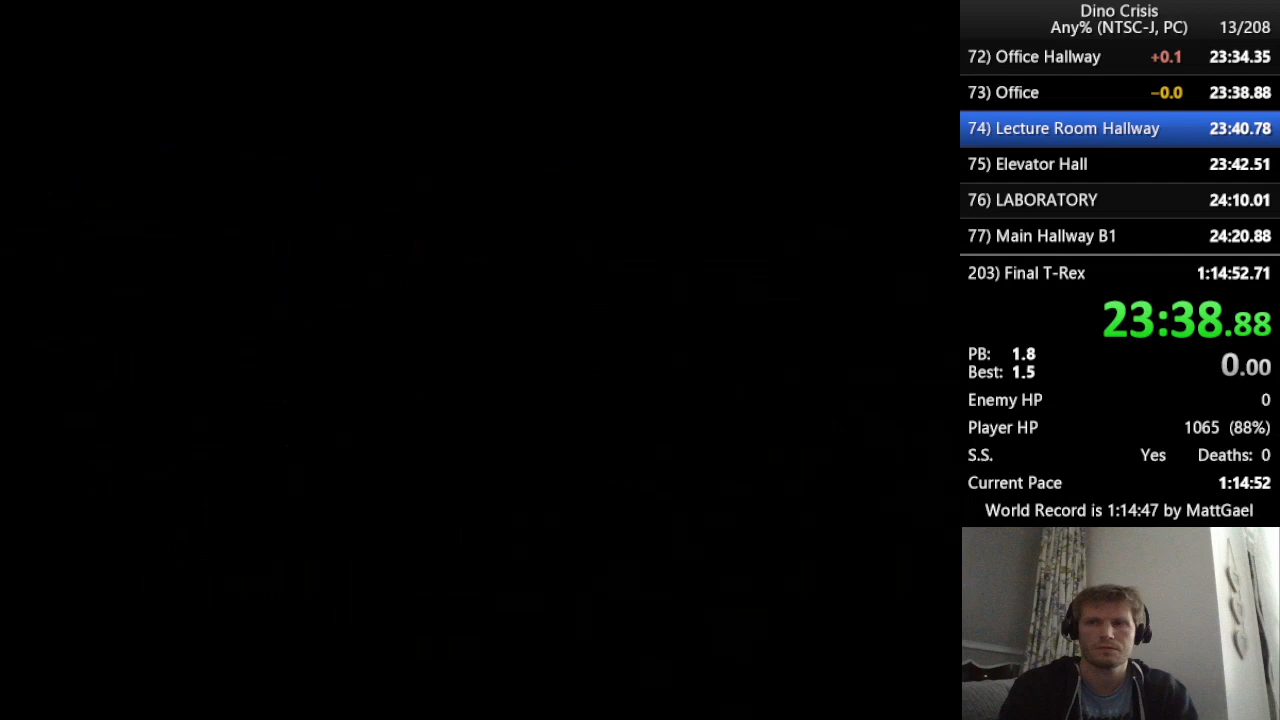 Dino Crisis
Any% (NTSC-J, PC) 13/208
72) Office Hallway +0.1 23:34.35
73) Office −0.0 23:38.88
74) Lecture Room Hallway 23:40.78
75) Elevator Hall 23:42.51
76) LABORATORY 24:10.01
77) Main Hallway B1 24:20.88
203) Final T-Rex 1:14:52.71
23:38.88
PB: 1.8
Best: 1.5 0.00
Enemy HP 0
Player HP 1065 (88%)
S.S. Yes Deaths: 0
Current Pace 1:14:52
World Record is 1:14:47 by MattGael